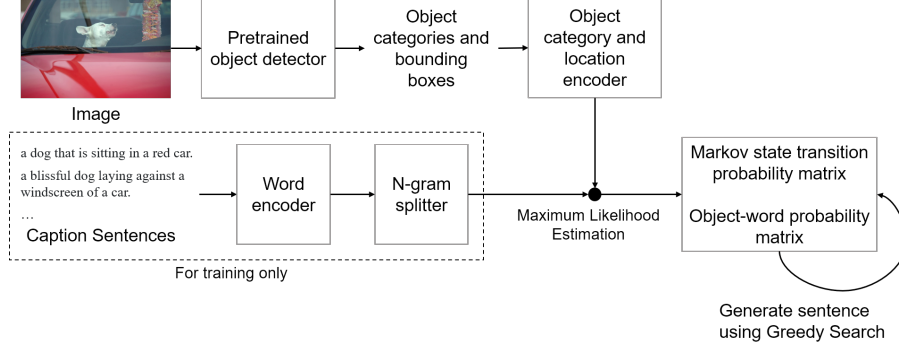 Pretrained
object detector
Object
categories and
bounding
boxes
Object
category and
location
encoder
Image
a dog that is sitting in a red car.
a blissful dog laying against a
windscreen of a car.
…
Caption Sentences
Word
encoder
N-gram
splitter
For training only
Maximum Likelihood
Estimation
Markov state transition
probability matrix
Object-word probability
matrix
Generate sentence
using Greedy Search